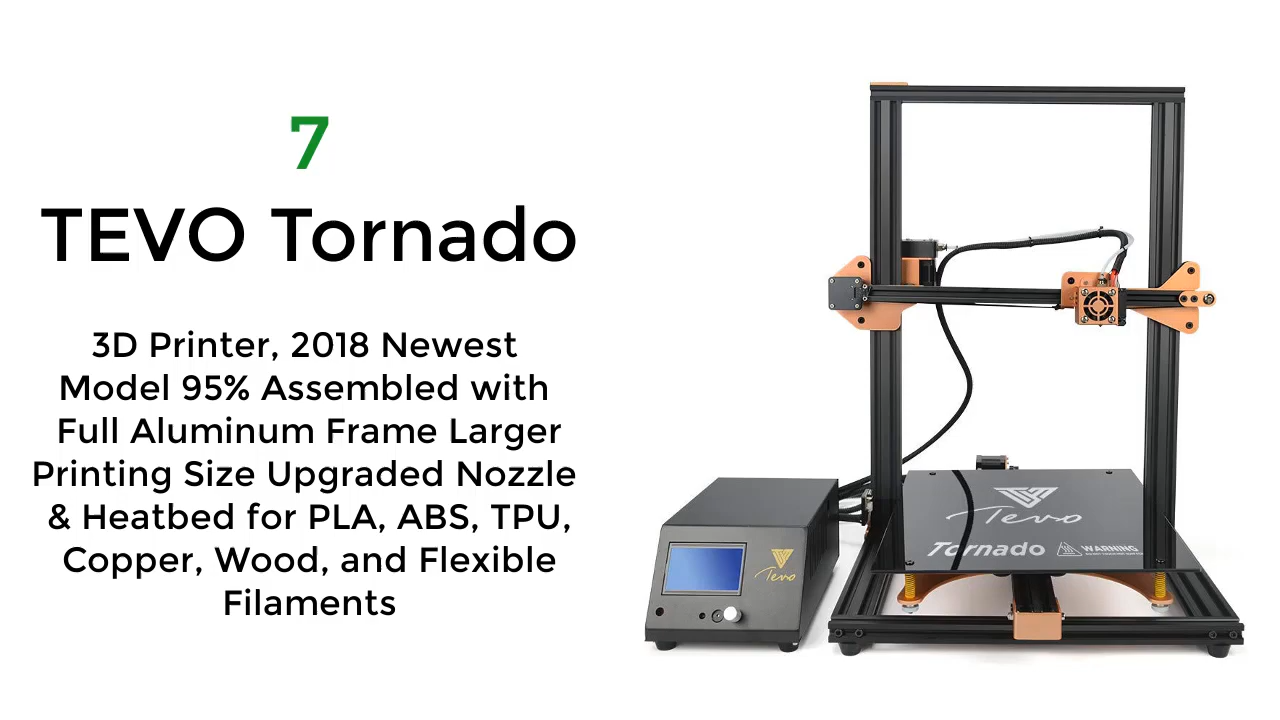 7
TEVO Tornado
3D Printer, 2018 Newest
Model 95% Assembled with
Full Aluminum Frame Larger
Printing Size Upgraded Nozzle
& Heatbed for PLA, ABS, TPU,
Copper, Wood, and Flexible
Filaments
Tevo
Tevo
Tornado
WARNING